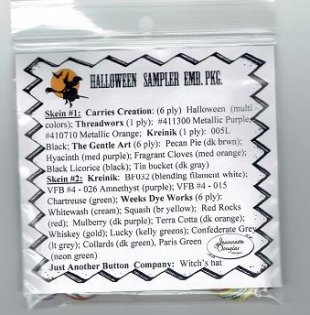 HALLOWEEN SAMPLER EMB. PKG.
Skein #1: Carries Creation: (6 ply) Halloween (multi
colors); Threadworx (1 ply): #411300 Metallic Purple;
#410710 Metallic Orange; Kreinik (1 ply): 005L
Black; The Gentle Art (6 ply): Pecan Pie (dk brwn);
Hyacinth (med purple); Fragrant Cloves (med orange);
Black Licorice (black); Tin bucket (dk gray)
Skein #2: Kreinik: BF032 (blending filament white);
VFB #4 - 026 Amnethyst (purple); VFB #4 - 015
Chartreuse (green); Weeks Dye Works (6 ply):
Whitewash (cream); Squash (br yellow); Red Rocks
(red); Mulberry (dk purple); Terra Cotta (dk orange);
Whiskey (gold); Lucky (kelly greens); Confederate Grey
(lt grey); Collards (dk green), Paris Green
(neon green)
Just Another Button Company: Witch's hat
Jeannette
Douglas